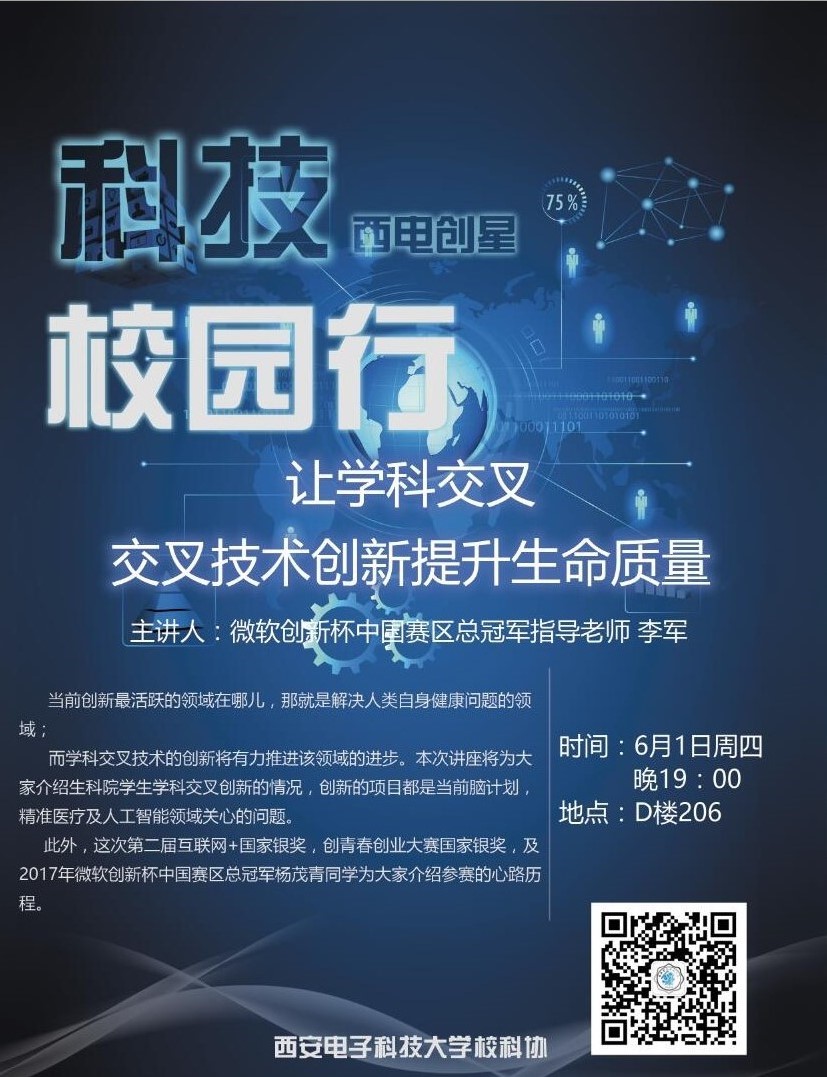 科技
西电创星
75%
校园行
让学科交叉
交叉技术创新提升生命质量
主讲人：微软创新杯中国赛区总冠军指导老师 李军
当前创新最活跃的领域在哪儿，那就是解决人类自身健康问题的领
域；
而学科交叉技术的创新将有力推进该领域的进步。本次讲座将为大
家介绍生科院学生学科交叉创新的情况，创新的项目都是当前脑计划，
精准医疗及人工智能领域关心的问题。
此外，这次第二届互联网+国家银奖，创青春创业大赛国家银奖，及
2017年微软创新杯中国赛区总冠军杨茂青同学为大家介绍参赛的心路历
程。
时间：6月1日周四
晚19：00
地点：D楼206
西安电子科技大学校科协